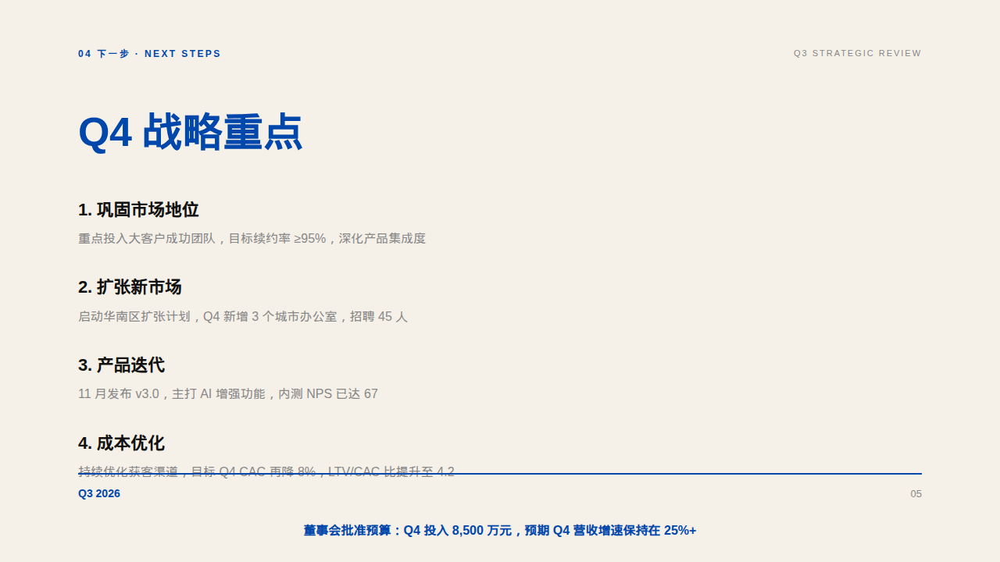 04 下一步 · NEXT STEPS
Q3 STRATEGIC REVIEW
Q4 战略重点
1. 巩固市场地位
重点投入大客户成功团队，目标续约率 ≥95%，深化产品集成度
2. 扩张新市场
启动华南区扩张计划，Q4 新增 3 个城市办公室，招聘 45 人
3. 产品迭代
11 月发布 v3.0，主打 AI 增强功能，内测 NPS 已达 67
4. 成本优化
持续优化获客渠道，目标 Q4 CAC 再降 8%，LTV/CAC 比提升至 4.2
Q3 2026
05
董事会批准预算：Q4 投入 8,500 万元，预期 Q4 营收增速保持在 25%+